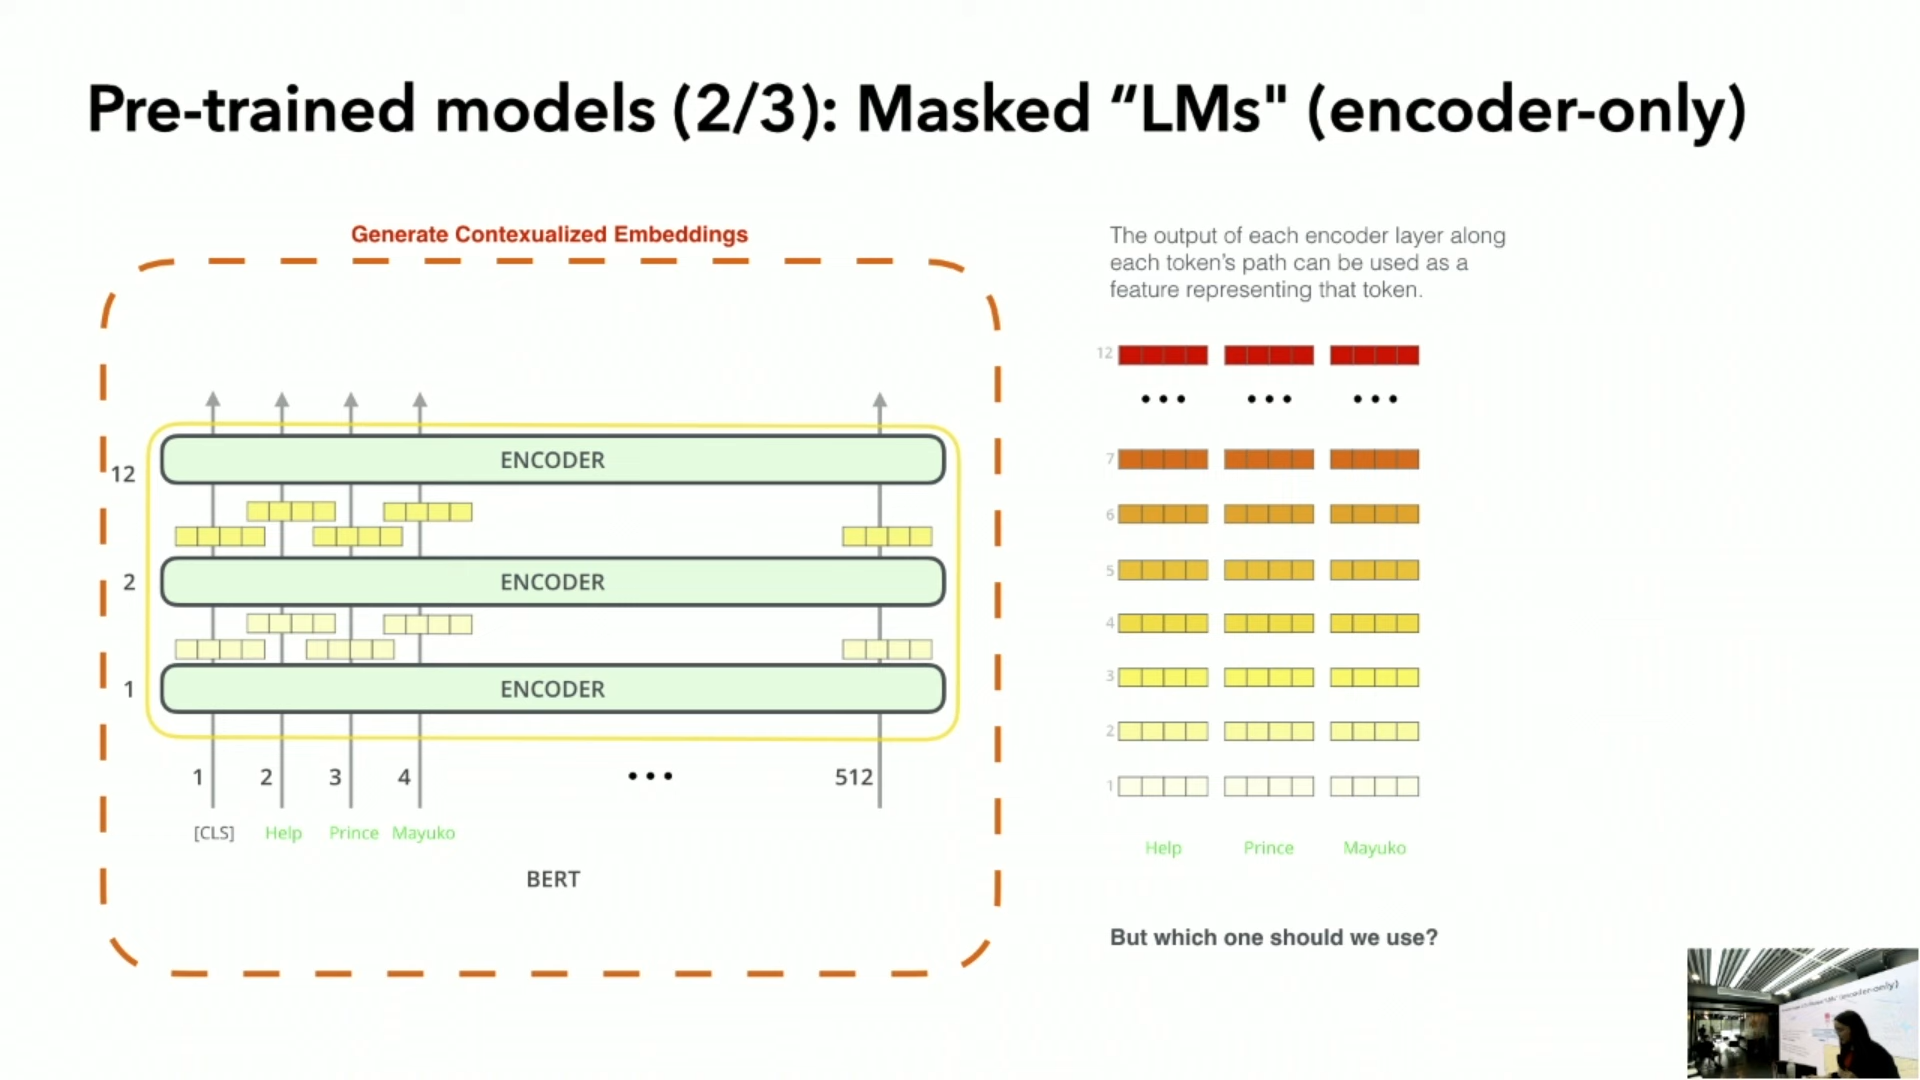 Pre-trained models (2/3): Masked “LMs" (encoder-only)
Generate Contexualized Embeddings
12
ENCODER
2
ENCODER
1
ENCODER
1
2
3
4
•••
512
[CLS]
Help
Prince
Mayuko
BERT
The output of each encoder layer along
each token’s path can be used as a
feature representing that token.
12
•••
•••
•••
7
6
5
4
3
2
1
Help
Prince
Mayuko
But which one should we use?